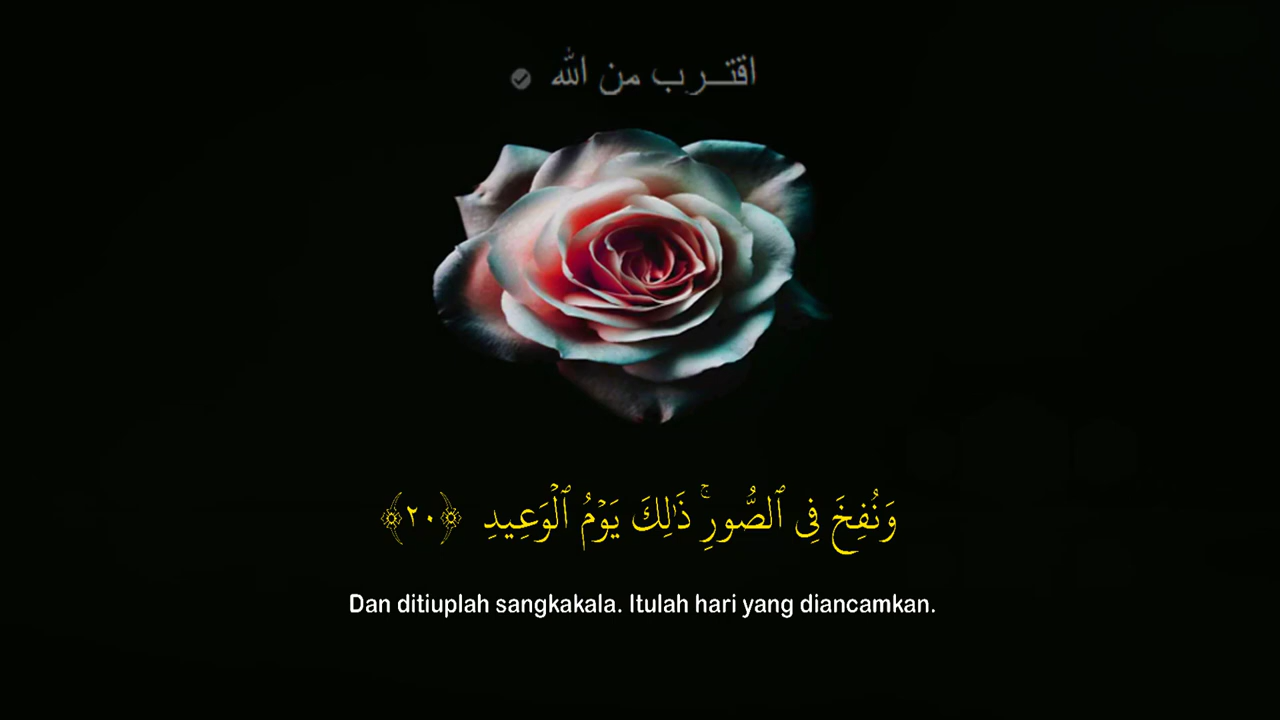 اقتــرب من الله
وَنُفِخَ فِى ٱلصُّورِ ۚ ذَٰلِكَ يَوْمُ ٱلْوَعِيدِ ﴿٢٠﴾
Dan ditiuplah sangkakala. Itulah hari yang diancamkan.